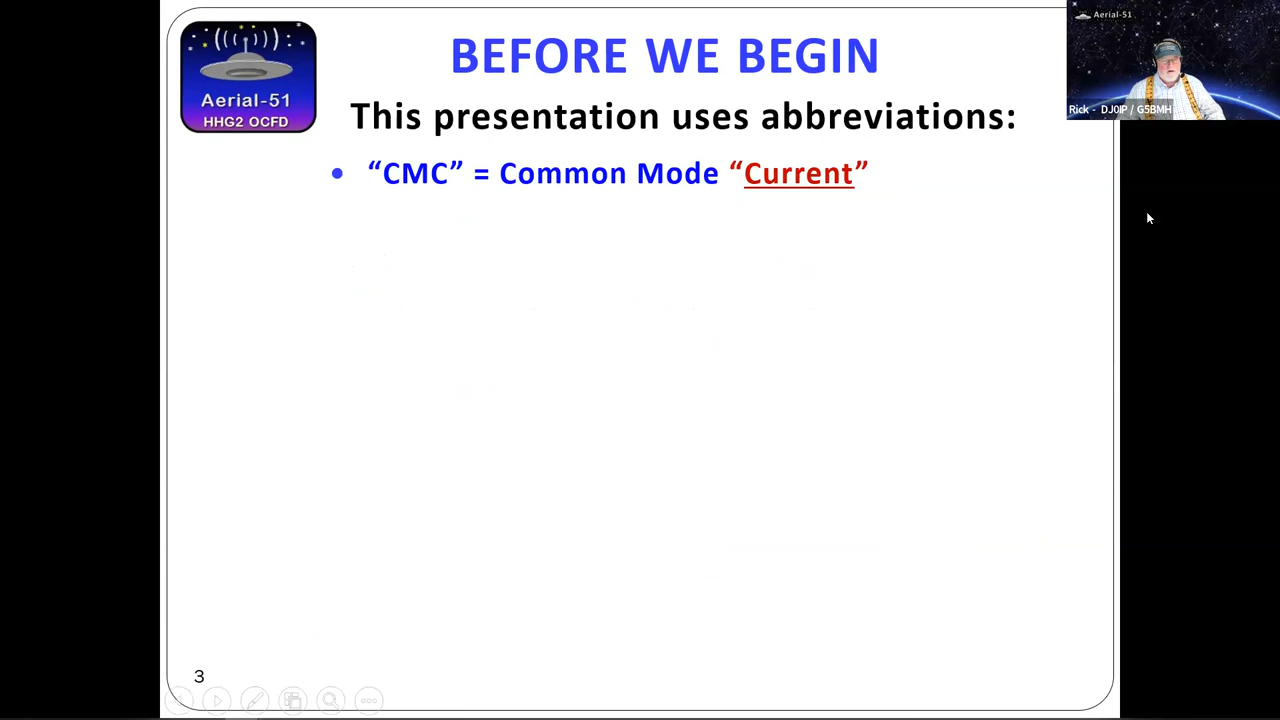 BEFORE WE BEGIN
Aerial-51
HHG2 OCFD
This presentation uses abbreviations:
• “CMC” = Common Mode “Current”
Aerial-51
Rick - DJ0IP / G5BMH
3